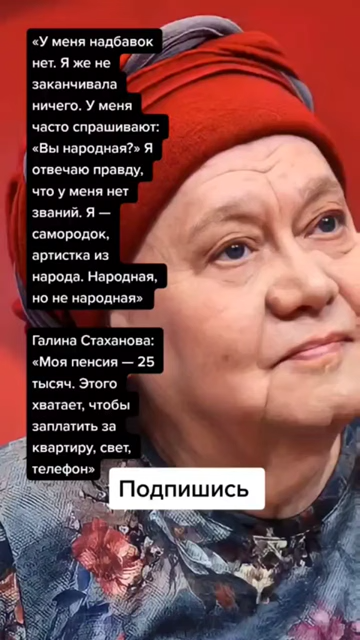 «У меня надбавок
нет. Я же не
заканчивала
ничего. У меня
часто спрашивают:
«Вы народная?» Я
отвечаю правду,
что у меня нет
званий. Я —
самородок,
артистка из
народа. Народная,
но не народная»
Галина Стаханова:
«Моя пенсия — 25
тысяч. Этого
хватает, чтобы
заплатить за
квартиру, свет,
телефон»
Подпишись